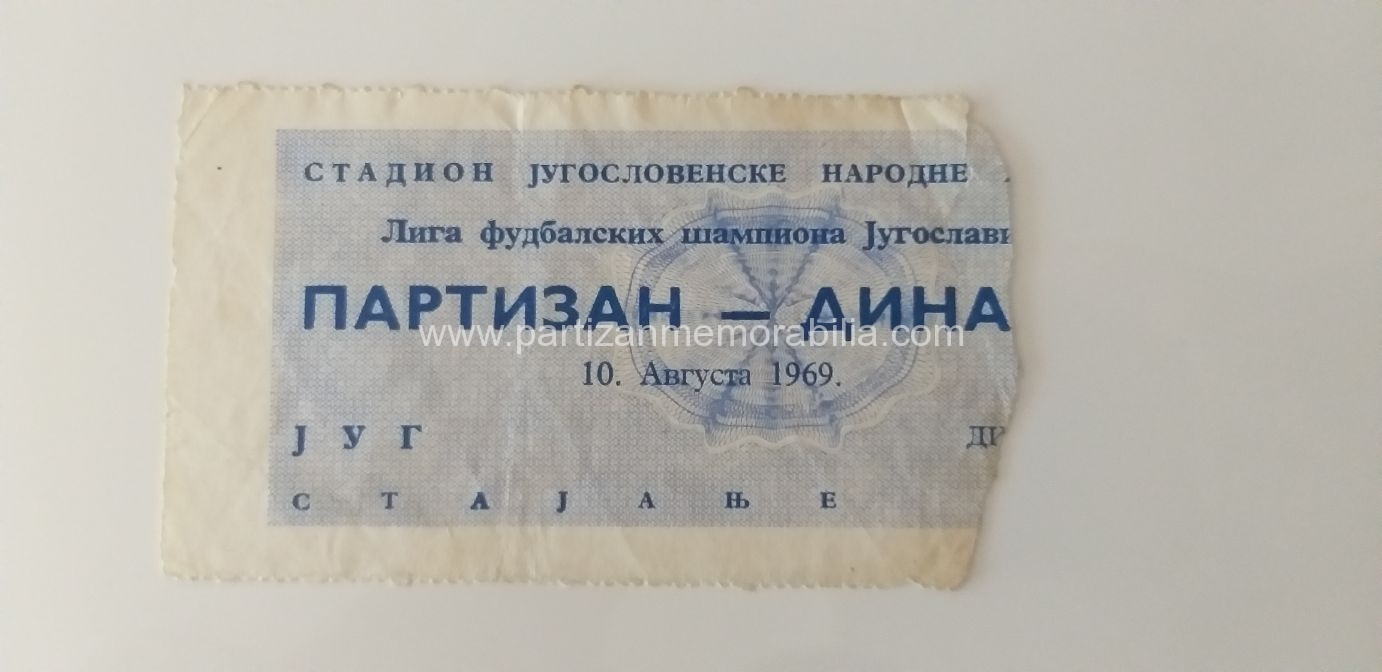 СТАДИОН ЈУГОСЛОВЕНСКЕ НАРОДНЕ
Лига фудбалских шампиона Југослави
ПАРТИЗАН — ДИНА
www.partizanmemorabilia.com
10. Августа 1969.
ЈУГ
СТАЈАЊЕ